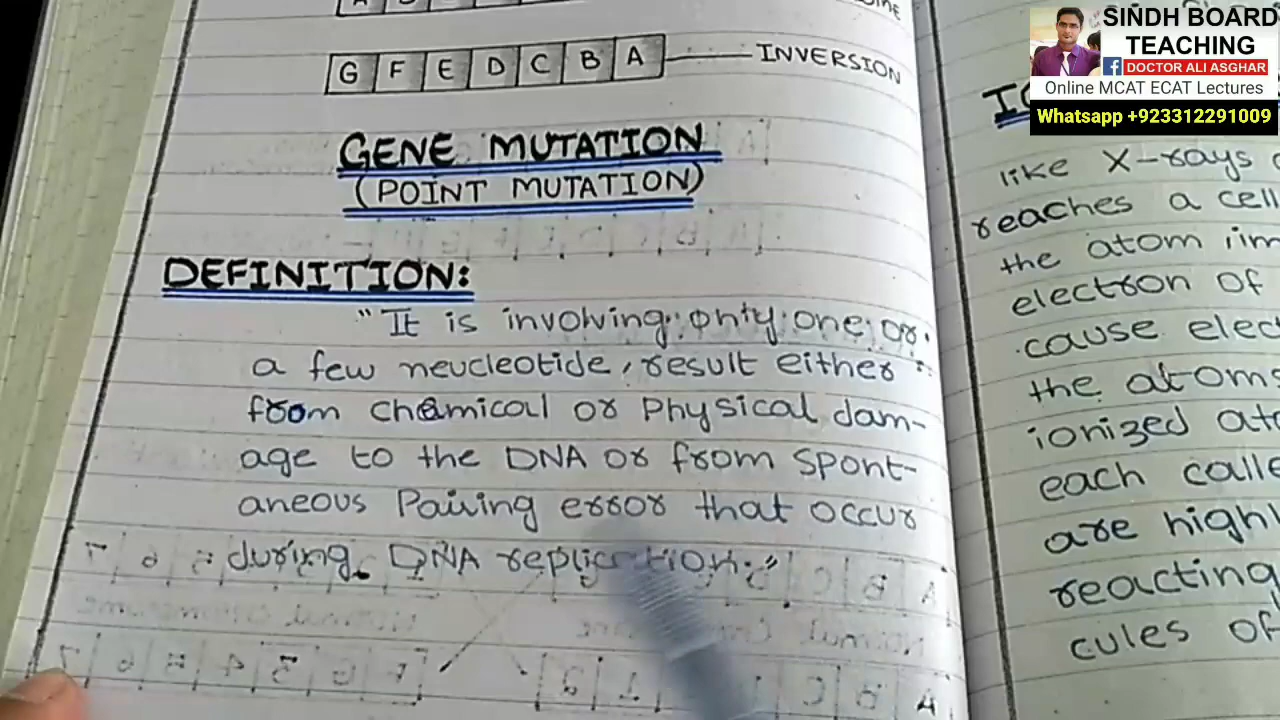 G F E D C B A INVERSION
GENE MUTATION
(POINT MUTATION)
DEFINITION:
"It is involving only one or
a few neucleotide, result either
from chemical or Physical dam-
age to the DNA or from spont-
aneous Pairing error that occur
during DNA replication."
like X-rays
reaches a cell
the atom
electron of
cause elec
the atoms
ionized ato
each calle
are highl
reacting
cules of
SINDH BOARD
TEACHING
f DOCTOR ALI ASGHAR
Online MCAT ECAT Lectures
Whatsapp +923312291009